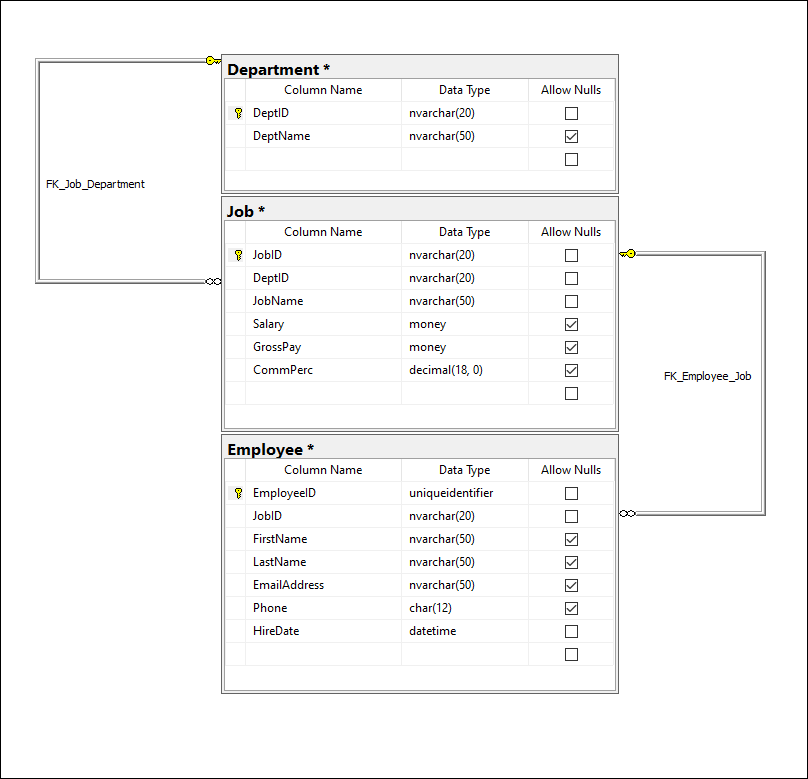 Department *
Column Name Data Type Allow Nulls
DeptID nvarchar(20)
DeptName nvarchar(50)
FK_Job_Department
Job *
Column Name Data Type Allow Nulls
JobID nvarchar(20)
DeptID nvarchar(20)
JobName nvarchar(50)
Salary money
GrossPay money
CommPerc decimal(18, 0)
FK_Employee_Job
Employee *
Column Name Data Type Allow Nulls
EmployeeID uniqueidentifier
JobID nvarchar(20)
FirstName nvarchar(50)
LastName nvarchar(50)
EmailAddress nvarchar(50)
Phone char(12)
HireDate datetime